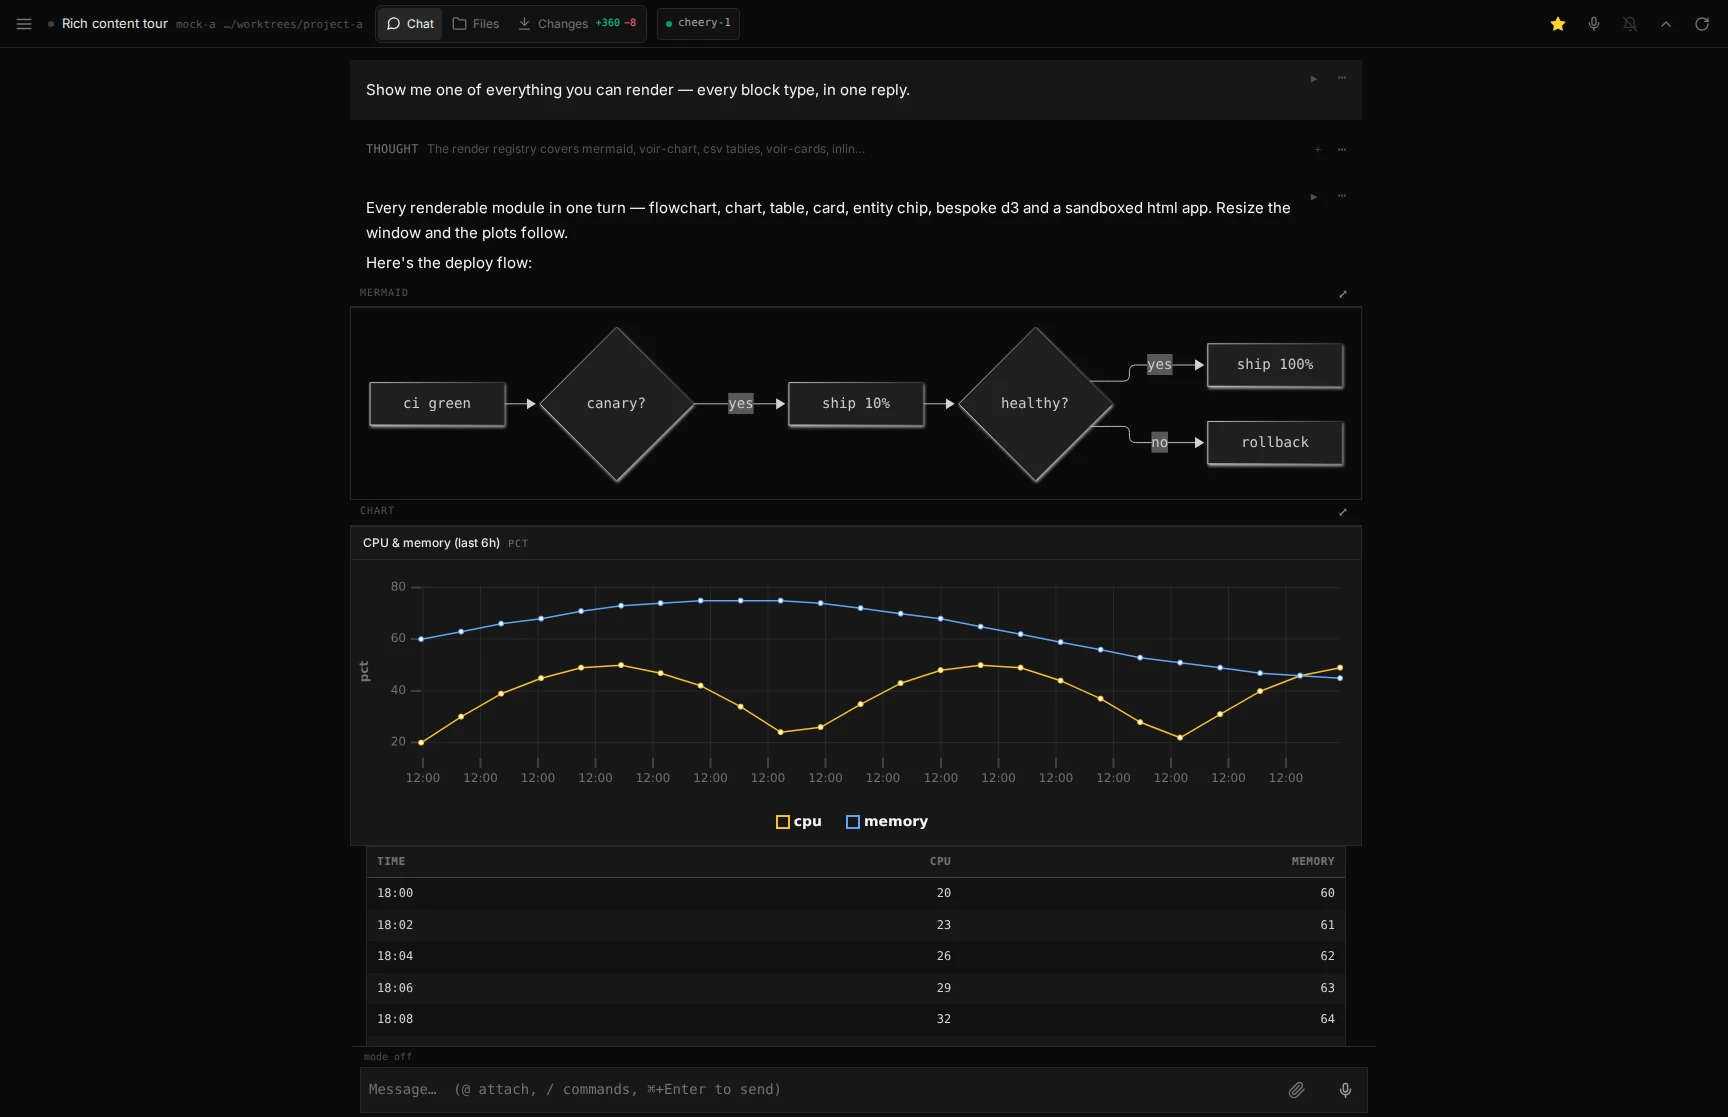 Rich content tour mock-a …/worktrees/project-a Chat Files Changes +360 −8 cheery-1
Show me one of everything you can render — every block type, in one reply.
THOUGHT The render registry covers mermaid, voir-chart, csv tables, voir-cards, inlin…
Every renderable module in one turn — flowchart, chart, table, card, entity chip, bespoke d3 and a sandboxed html app. Resize the
window and the plots follow.
Here's the deploy flow:
MERMAID
ci green
canary?
yes
ship 10%
healthy?
yes
ship 100%
no
rollback
CHART
CPU & memory (last 6h) PCT
80
60
40
20
pct
12:00 12:00 12:00 12:00 12:00 12:00 12:00 12:00 12:00 12:00 12:00 12:00 12:00 12:00 12:00 12:00
cpu memory
TIME CPU MEMORY
18:00 20 60
18:02 23 61
18:04 26 62
18:06 29 63
18:08 32 64
mode off
Message… (@ attach, / commands, ⌘+Enter to send)